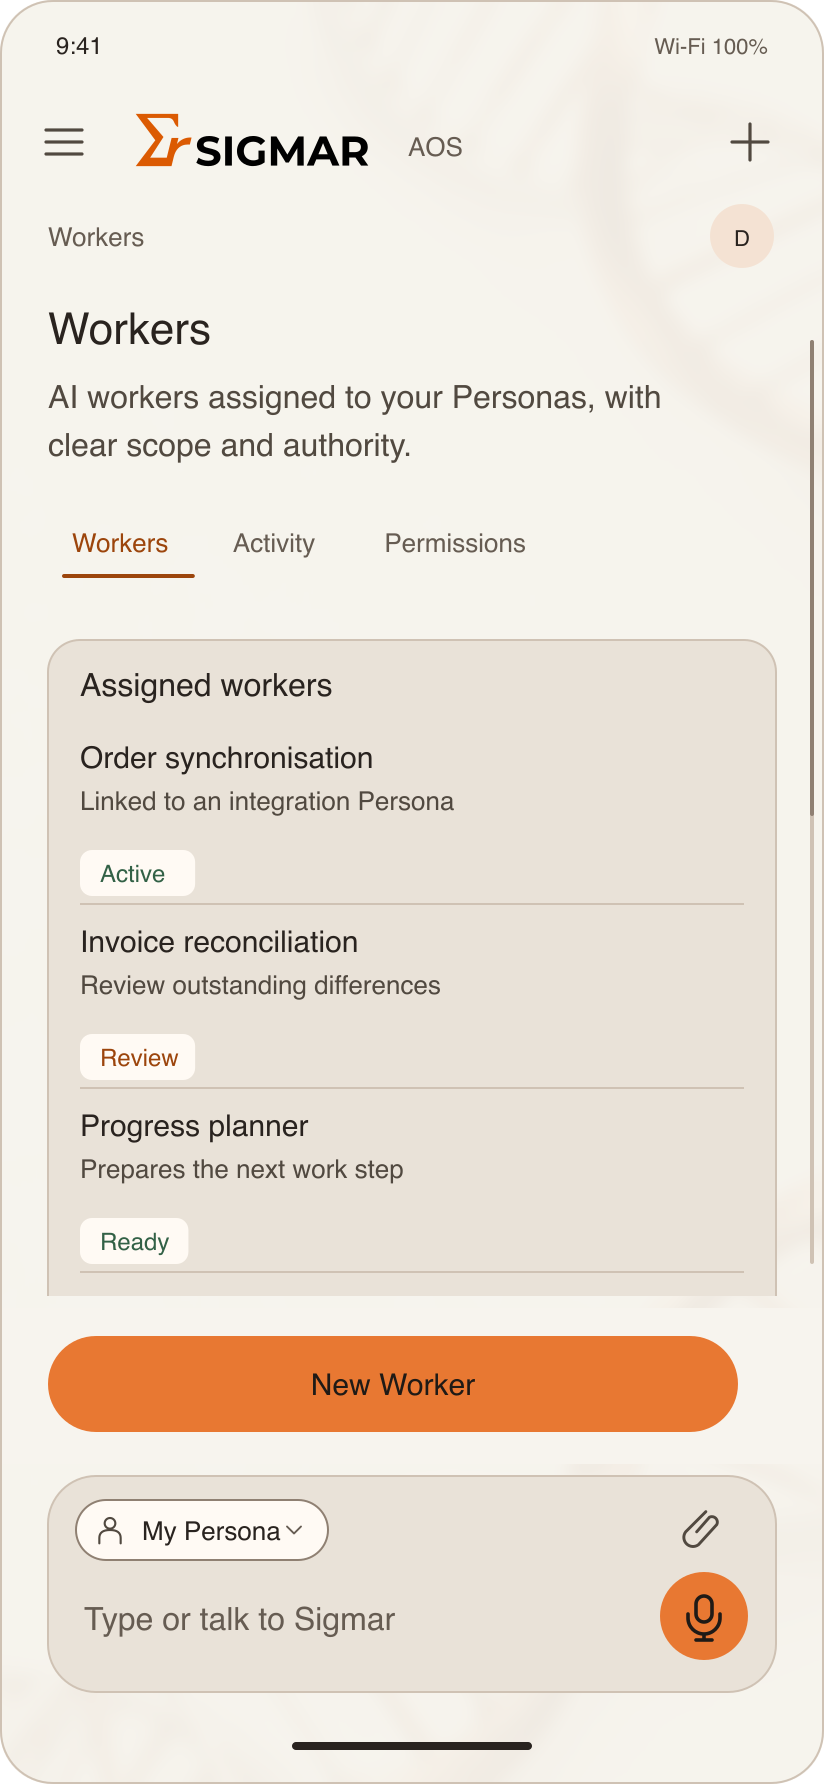 9:41
Wi-Fi 100%
Σr SIGMAR AOS
Workers
D
Workers
AI workers assigned to your Personas, with
clear scope and authority.
Workers
Activity
Permissions
Assigned workers
Order synchronisation
Linked to an integration Persona
Active
Invoice reconciliation
Review outstanding differences
Review
Progress planner
Prepares the next work step
Ready
New Worker
My Persona
Type or talk to Sigmar